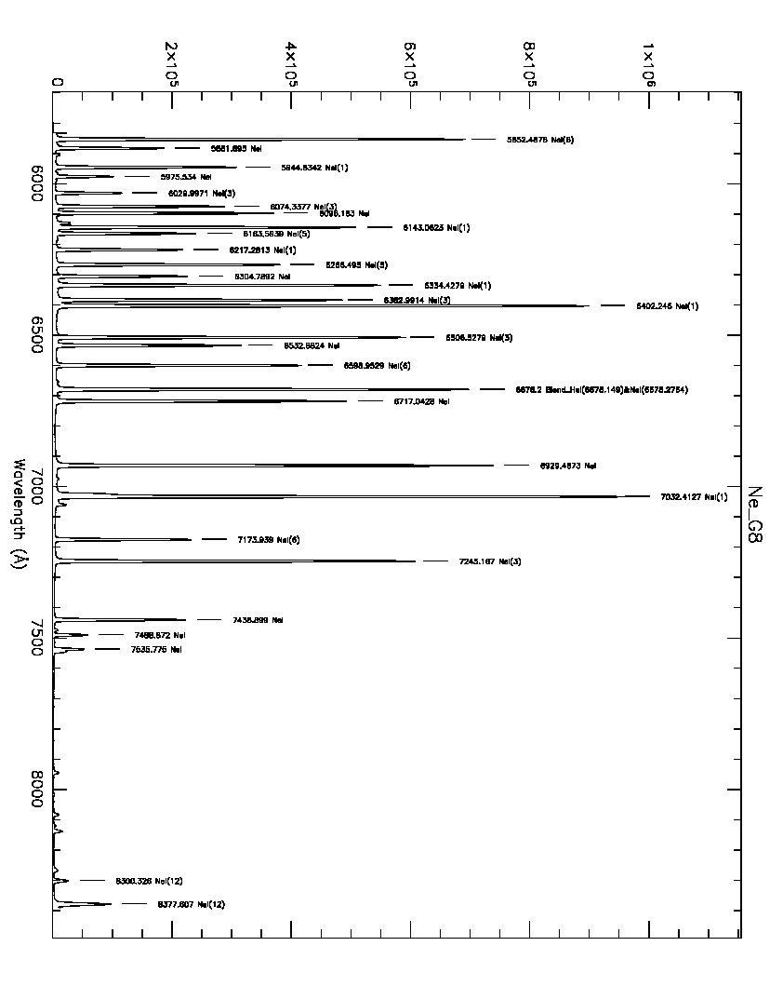 Ne_G8
0
2×10⁵
4×10⁵
6×10⁵
8×10⁵
1×10⁶
5852.4878 NeI(6)
5881.895 NeI
5944.8342 NeI(1)
5975.534 NeI
6029.9971 NeI(3)
6074.3377 NeI(3)
6096.163 NeI
6143.0623 NeI(1)
6163.5939 NeI(5)
6217.2813 NeI(1)
6266.495 NeI(5)
6304.7892 NeI
6334.4279 NeI(1)
6382.9914 NeI(3)
6402.246 NeI(1)
6506.5279 NeI(3)
6532.8824 NeI
6598.9529 NeI(6)
6678.2 Blend_HeI(6678.149)&NeI(6678.2764)
6717.0428 NeI
6929.4673 NeI
7032.4127 NeI(1)
7173.939 NeI(6)
7245.167 NeI(3)
7438.899 NeI
7488.872 NeI
7535.775 NeI
8300.326 NeI(12)
8377.607 NeI(12)
6000
6500
7000
7500
8000
Wavelength (Å)